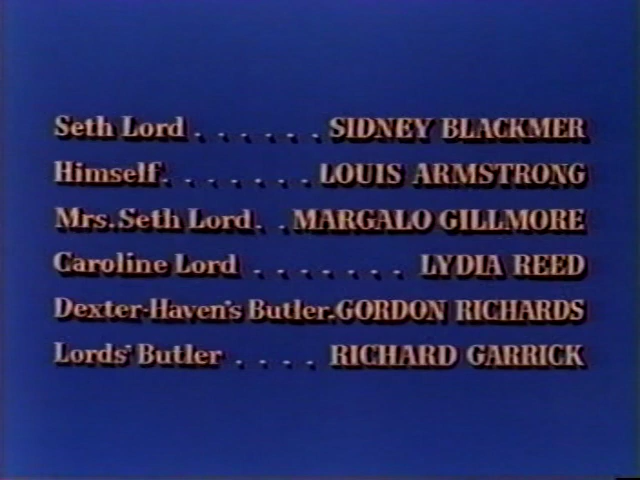 Seth Lord . . . . . . SIDNEY BLACKMER
Himself. . . . . . . LOUIS ARMSTRONG
Mrs. Seth Lord. . MARGALO GILLMORE
Caroline Lord . . . . . . . LYDIA REED
Dexter-Haven's Butler.GORDON RICHARDS
Lords' Butler . . . . RICHARD GARRICK